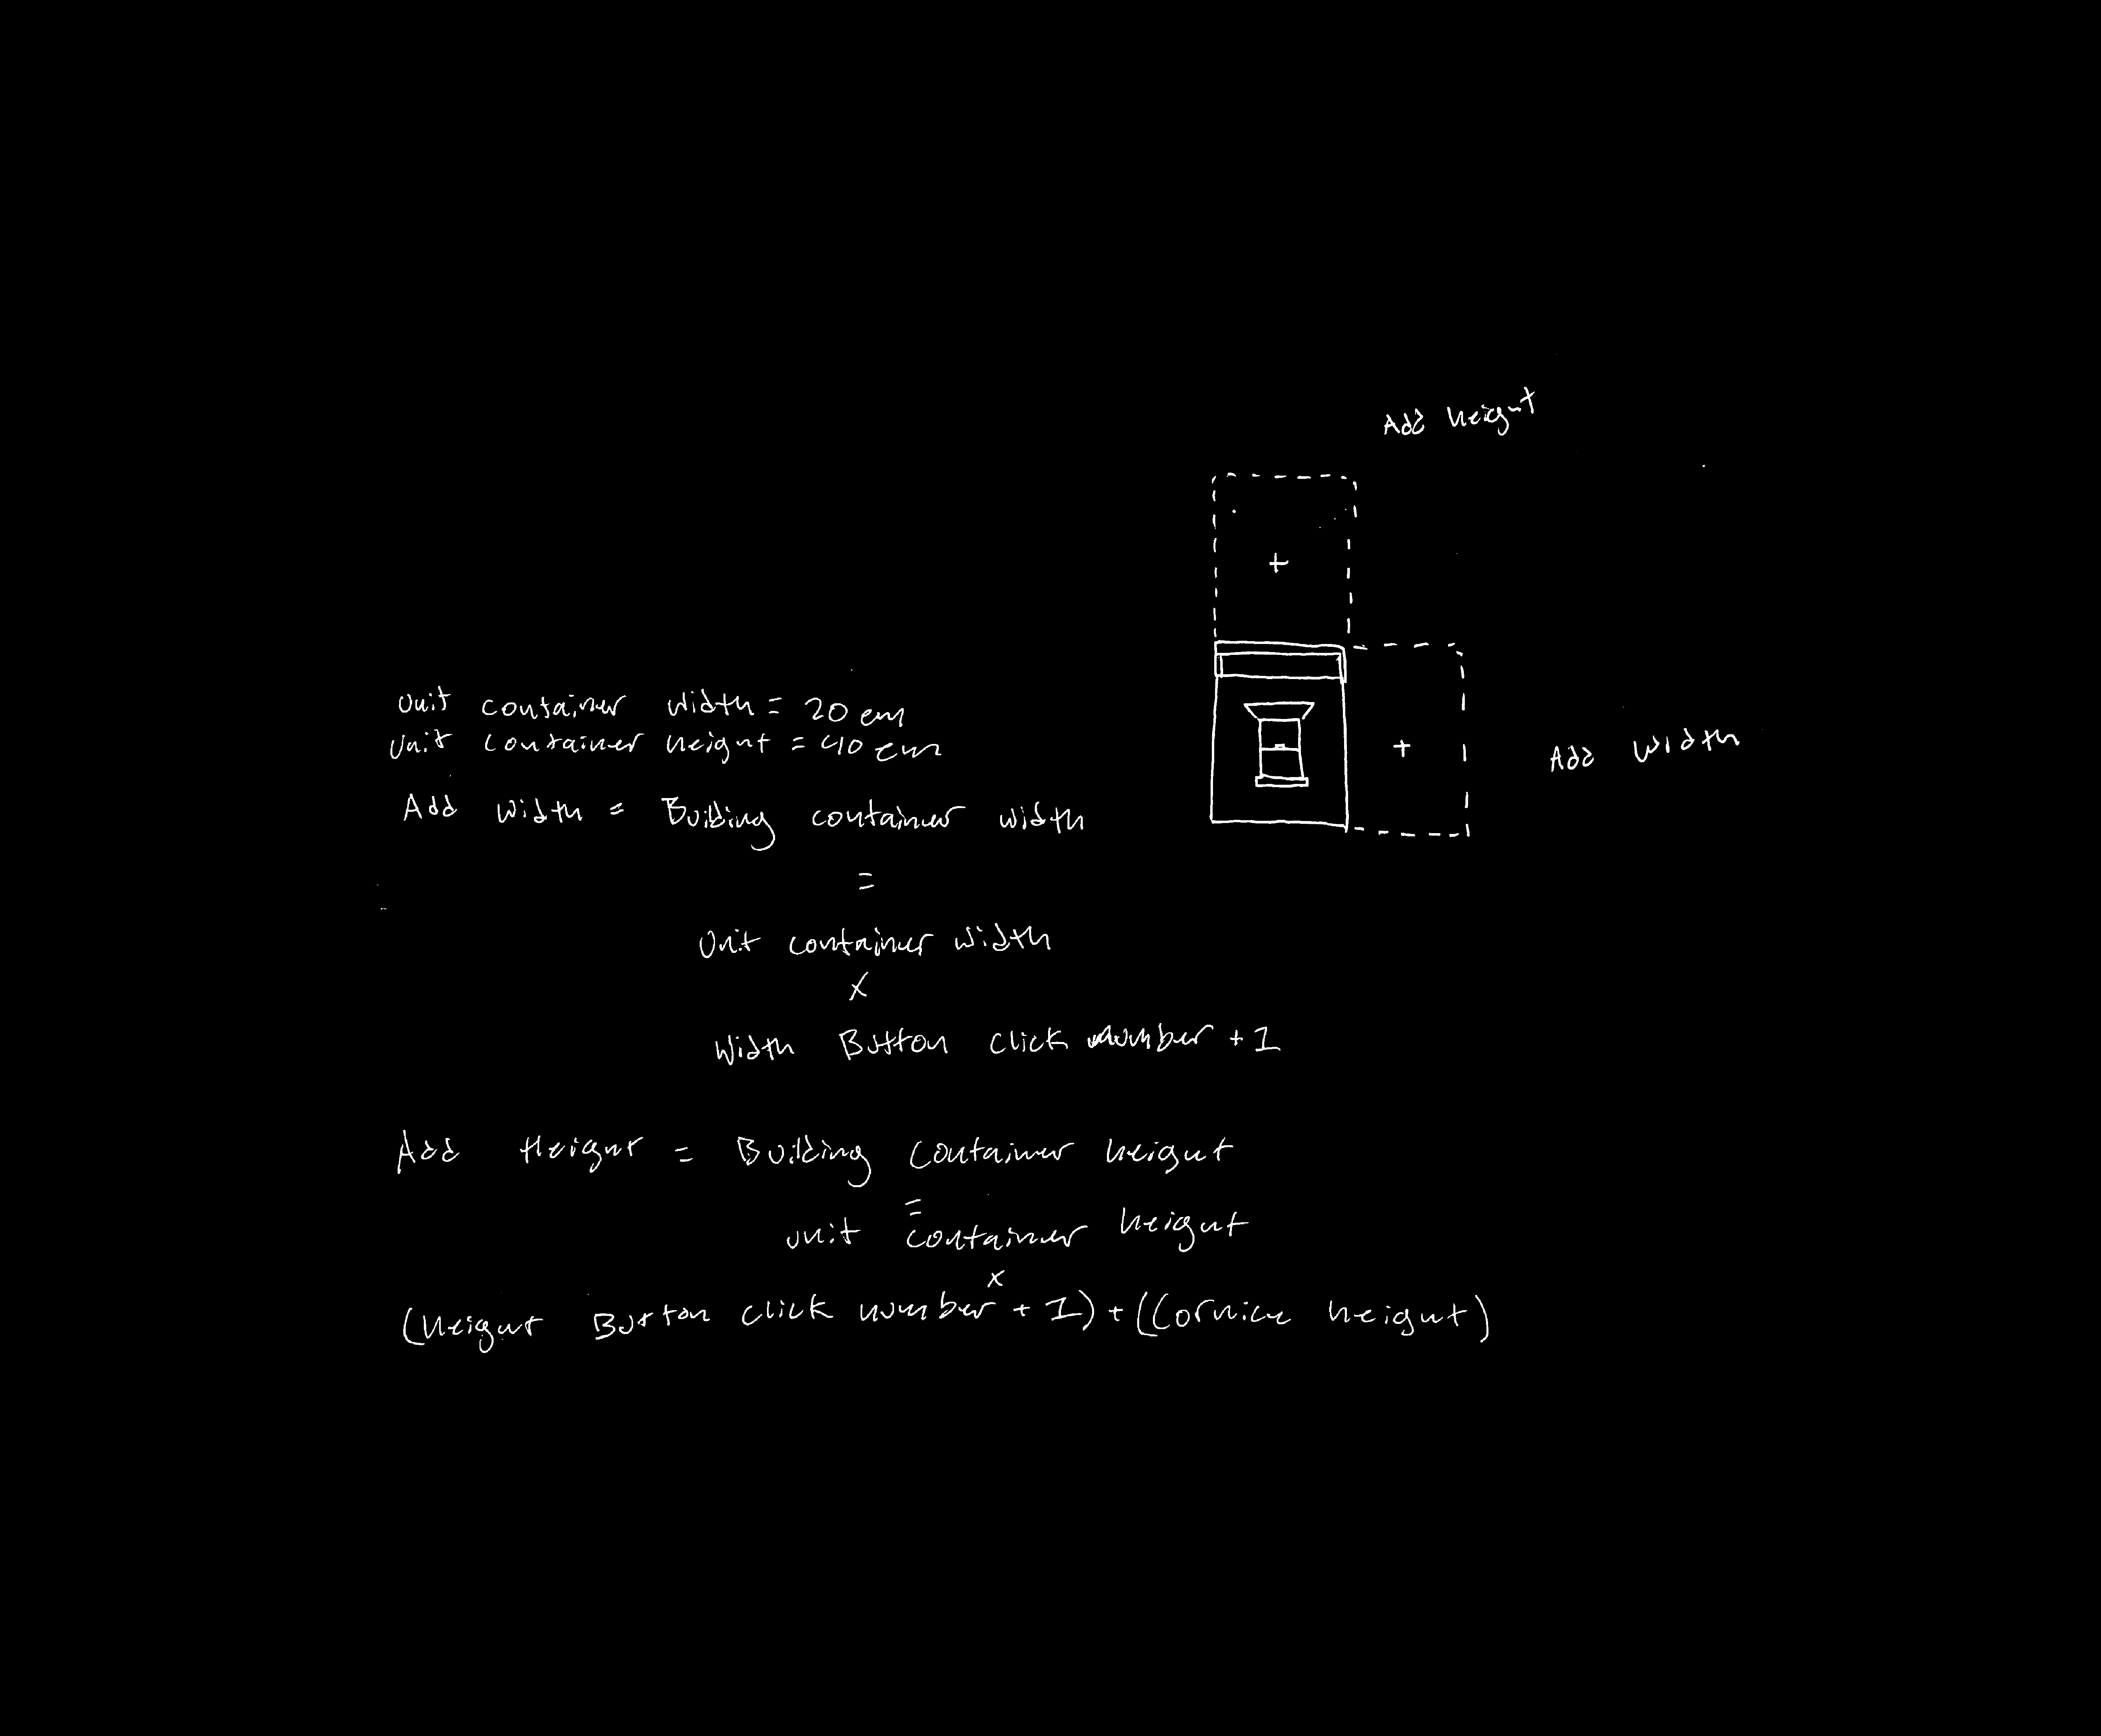 Add height
+
Unit container width = 20 em
Unit container height = 40 em
+
Add width
Add width = Building container width
=
Unit container width
x
Width Button click number + 1
Add Height = Building container height
=
unit container height
x
(height Button click number + 1) + (Cornice height)